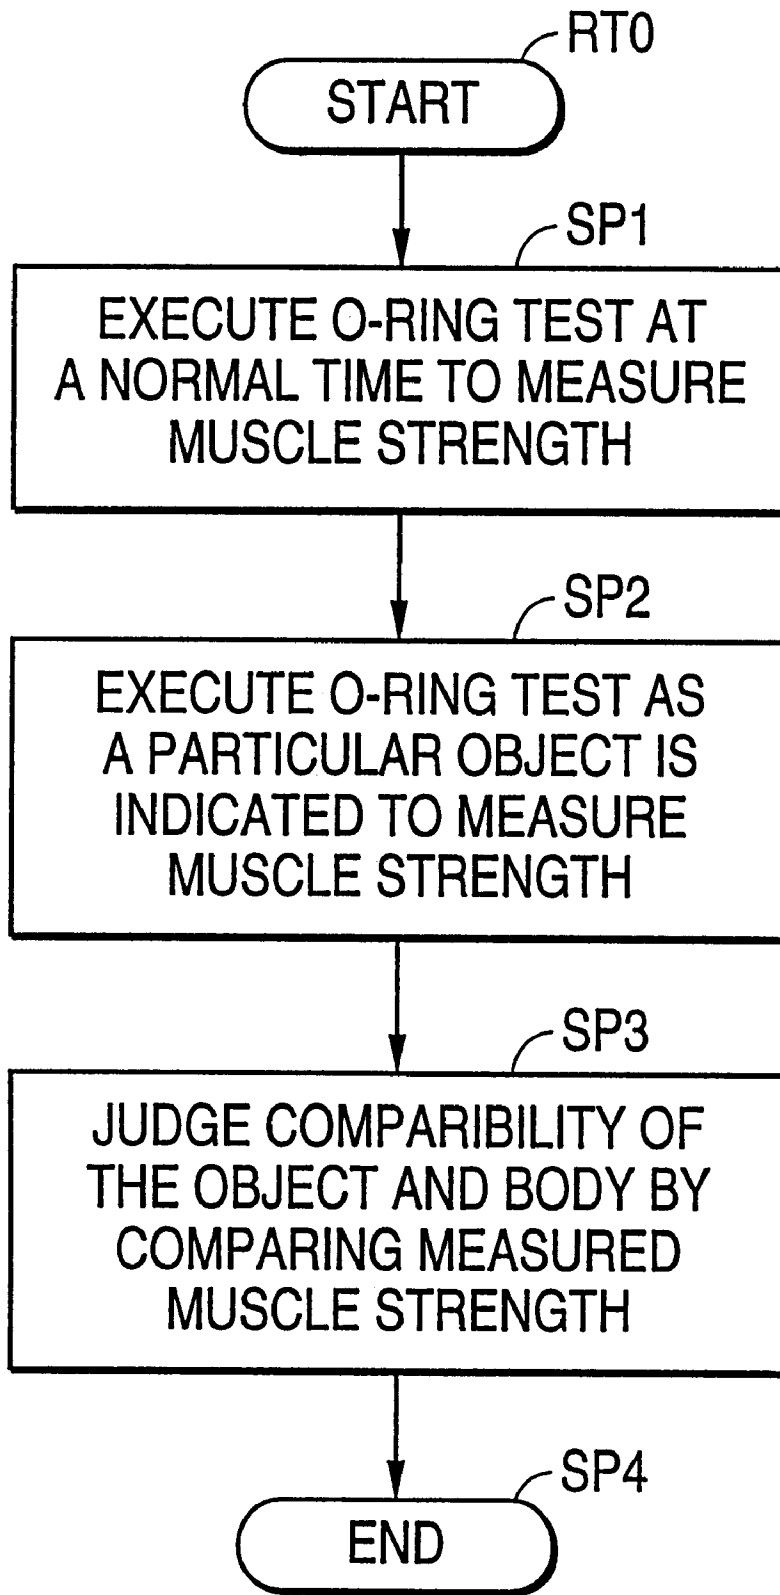 RT0
START
SP1
EXECUTE O-RING TEST AT
A NORMAL TIME TO MEASURE
MUSCLE STRENGTH
SP2
EXECUTE O-RING TEST AS
A PARTICULAR OBJECT IS
INDICATED TO MEASURE
MUSCLE STRENGTH
SP3
JUDGE COMPARIBILITY OF
THE OBJECT AND BODY BY
COMPARING MEASURED
MUSCLE STRENGTH
SP4
END